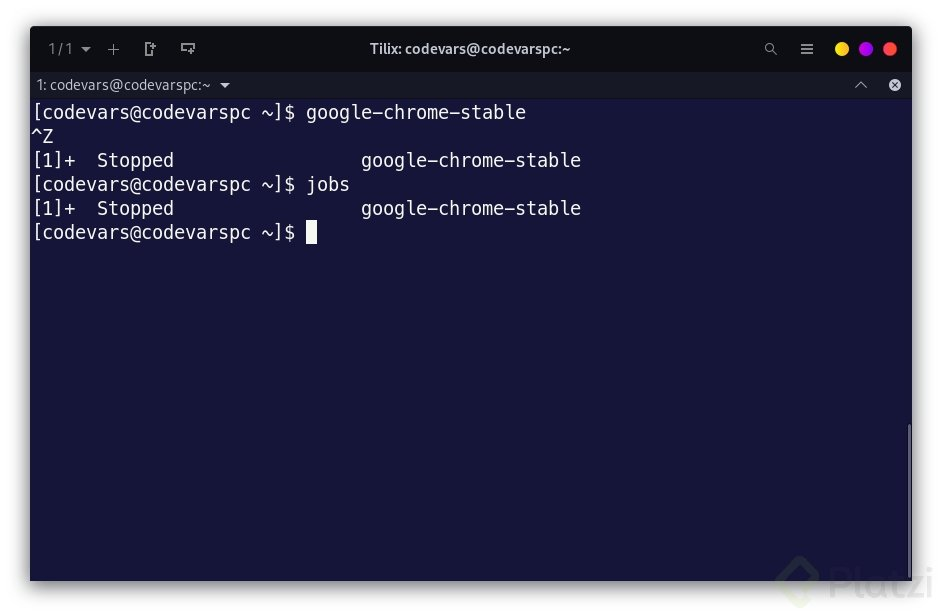 1/1
Tilix: codevars@codevarspc:~
1: codevars@codevarspc:~
[codevars@codevarspc ~]$ google-chrome-stable
^Z
[1]+  Stopped                 google-chrome-stable
[codevars@codevarspc ~]$ jobs
[1]+  Stopped                 google-chrome-stable
[codevars@codevarspc ~]$
Platzi